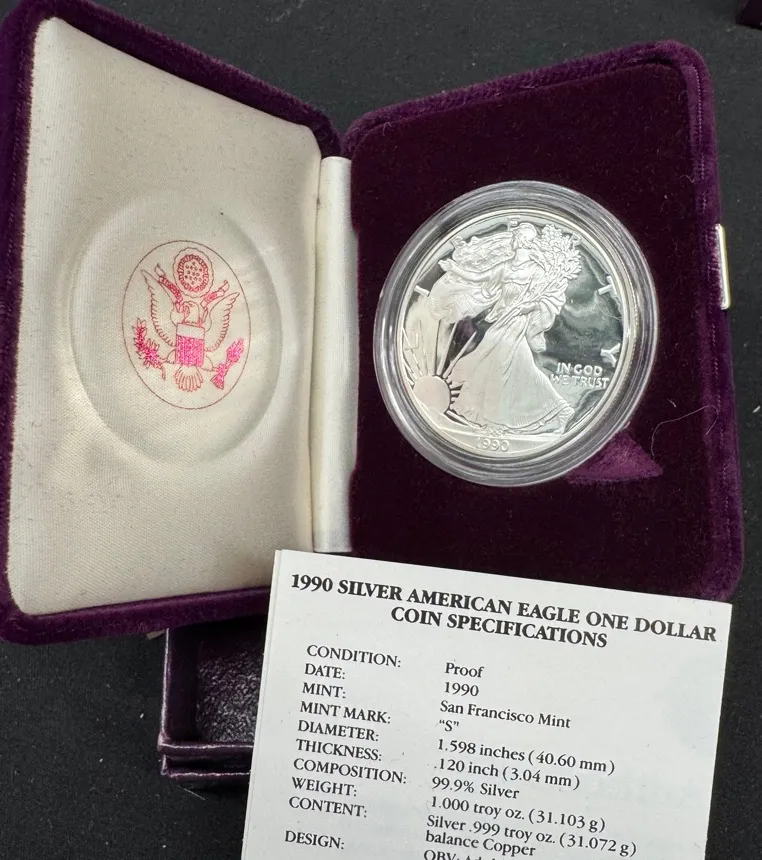 IN GOD
WE TRUST
1990
1990 SILVER AMERICAN EAGLE ONE DOLLAR
COIN SPECIFICATIONS
CONDITION: Proof
DATE: 1990
MINT: San Francisco Mint
MINT MARK: "S"
DIAMETER: 1.598 inches (40.60 mm)
THICKNESS: .120 inch (3.04 mm)
COMPOSITION: 99.9% Silver
WEIGHT: 1.000 troy oz. (31.103 g)
CONTENT: Silver .999 troy oz. (31.072 g)
balance Copper
DESIGN: OBV: